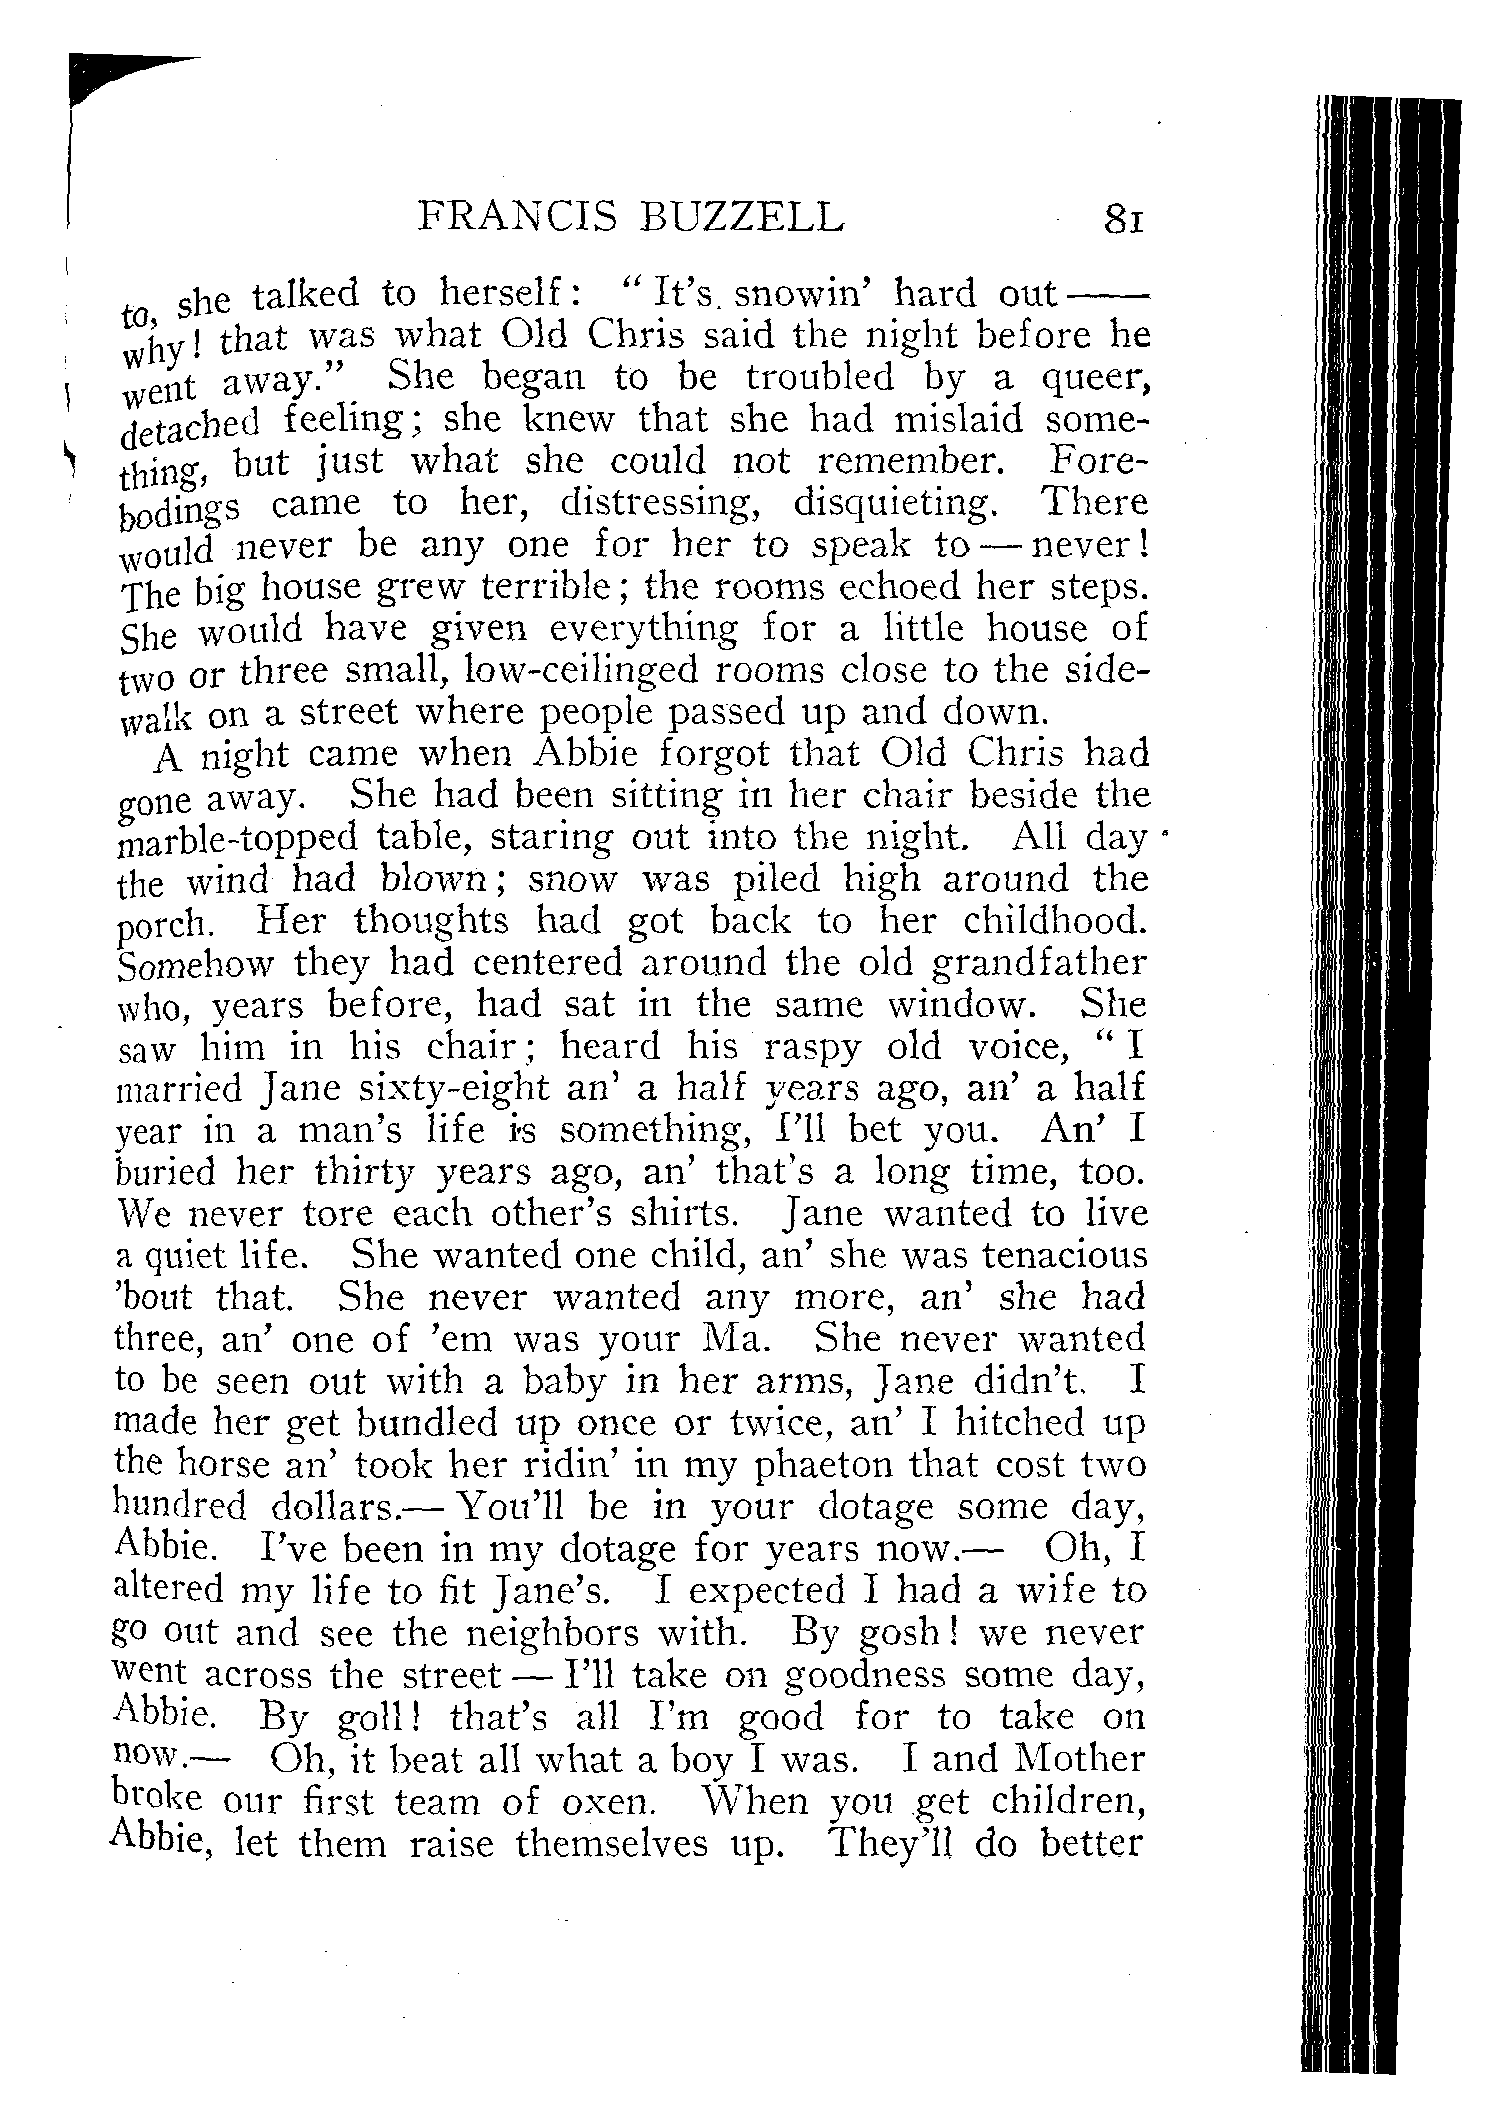 FRANCIS BUZZELL 81
to, she talked to herself: " It's snowin' hard out——
why! that was what Old Chris said the night before he
went away." She began to be troubled by a queer,
detached feeling; she knew that she had mislaid some-
thing, but just what she could not remember. Fore-
bodings came to her, distressing, disquieting. There
would never be any one for her to speak to — never!
The big house grew terrible; the rooms echoed her steps.
She would have given everything for a little house of
two or three small, low-ceilinged rooms close to the side-
walk on a street where people passed up and down.
A night came when Abbie forgot that Old Chris had
gone away. She had been sitting in her chair beside the
marble-topped table, staring out into the night. All day
the wind had blown; snow was piled high around the
porch. Her thoughts had got back to her childhood.
Somehow they had centered around the old grandfather
who, years before, had sat in the same window. She
saw him in his chair; heard his raspy old voice, " I
married Jane sixty-eight an' a half years ago, an' a half
year in a man's life is something, I'll bet you. An' I
buried her thirty years ago, an' that's a long time, too.
We never tore each other's shirts. Jane wanted to live
a quiet life. She wanted one child, an' she was tenacious
'bout that. She never wanted any more, an' she had
three, an' one of 'em was your Ma. She never wanted
to be seen out with a baby in her arms, Jane didn't. I
made her get bundled up once or twice, an' I hitched up
the horse an' took her ridin' in my phaeton that cost two
hundred dollars.— You'll be in your dotage some day,
Abbie. I've been in my dotage for years now.— Oh, I
altered my life to fit Jane's. I expected I had a wife to
go out and see the neighbors with. By gosh! we never
went across the street — I'll take on goodness some day,
Abbie. By goll! that's all I'm good for to take on
now.— Oh, it beat all what a boy I was. I and Mother
broke our first team of oxen. When you get children,
Abbie, let them raise themselves up. They'll do better